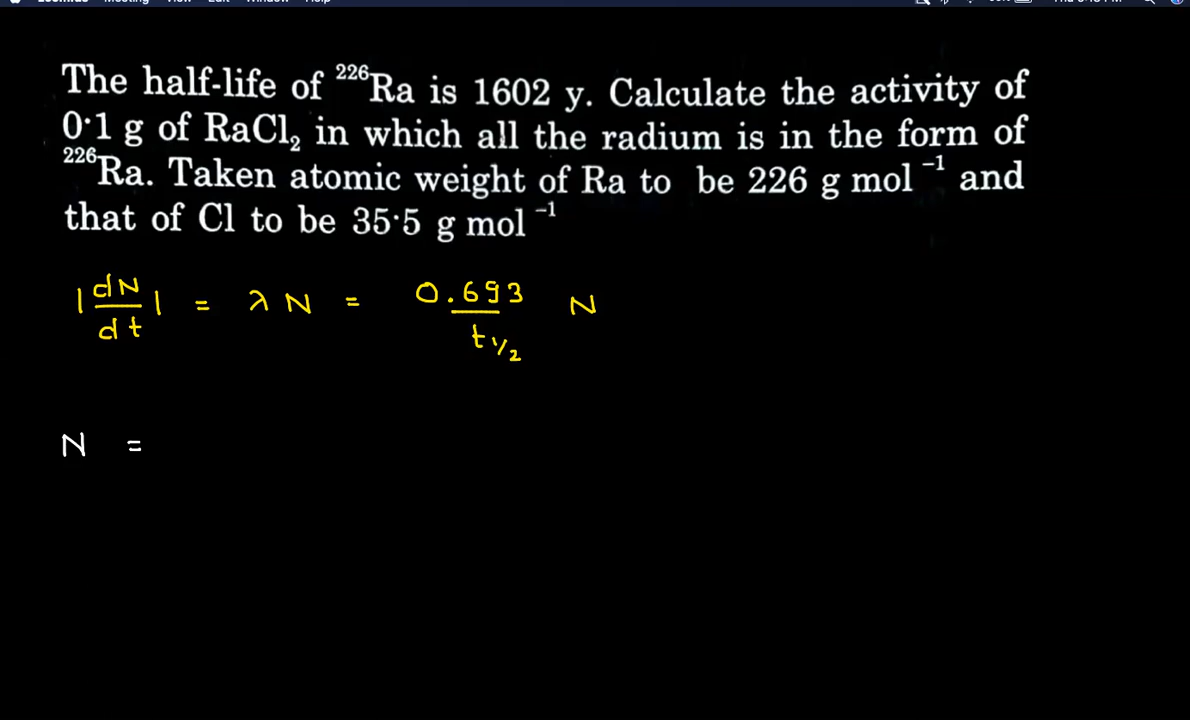 The half-life of ²²⁶Ra is 1602 y. Calculate the activity of
0·1 g of RaCl₂ in which all the radium is in the form of
²²⁶Ra. Taken atomic weight of Ra to be 226 g mol⁻¹ and
that of Cl to be 35·5 g mol⁻¹
|dN/dt| = λ N = 0.693/t½ N
N =